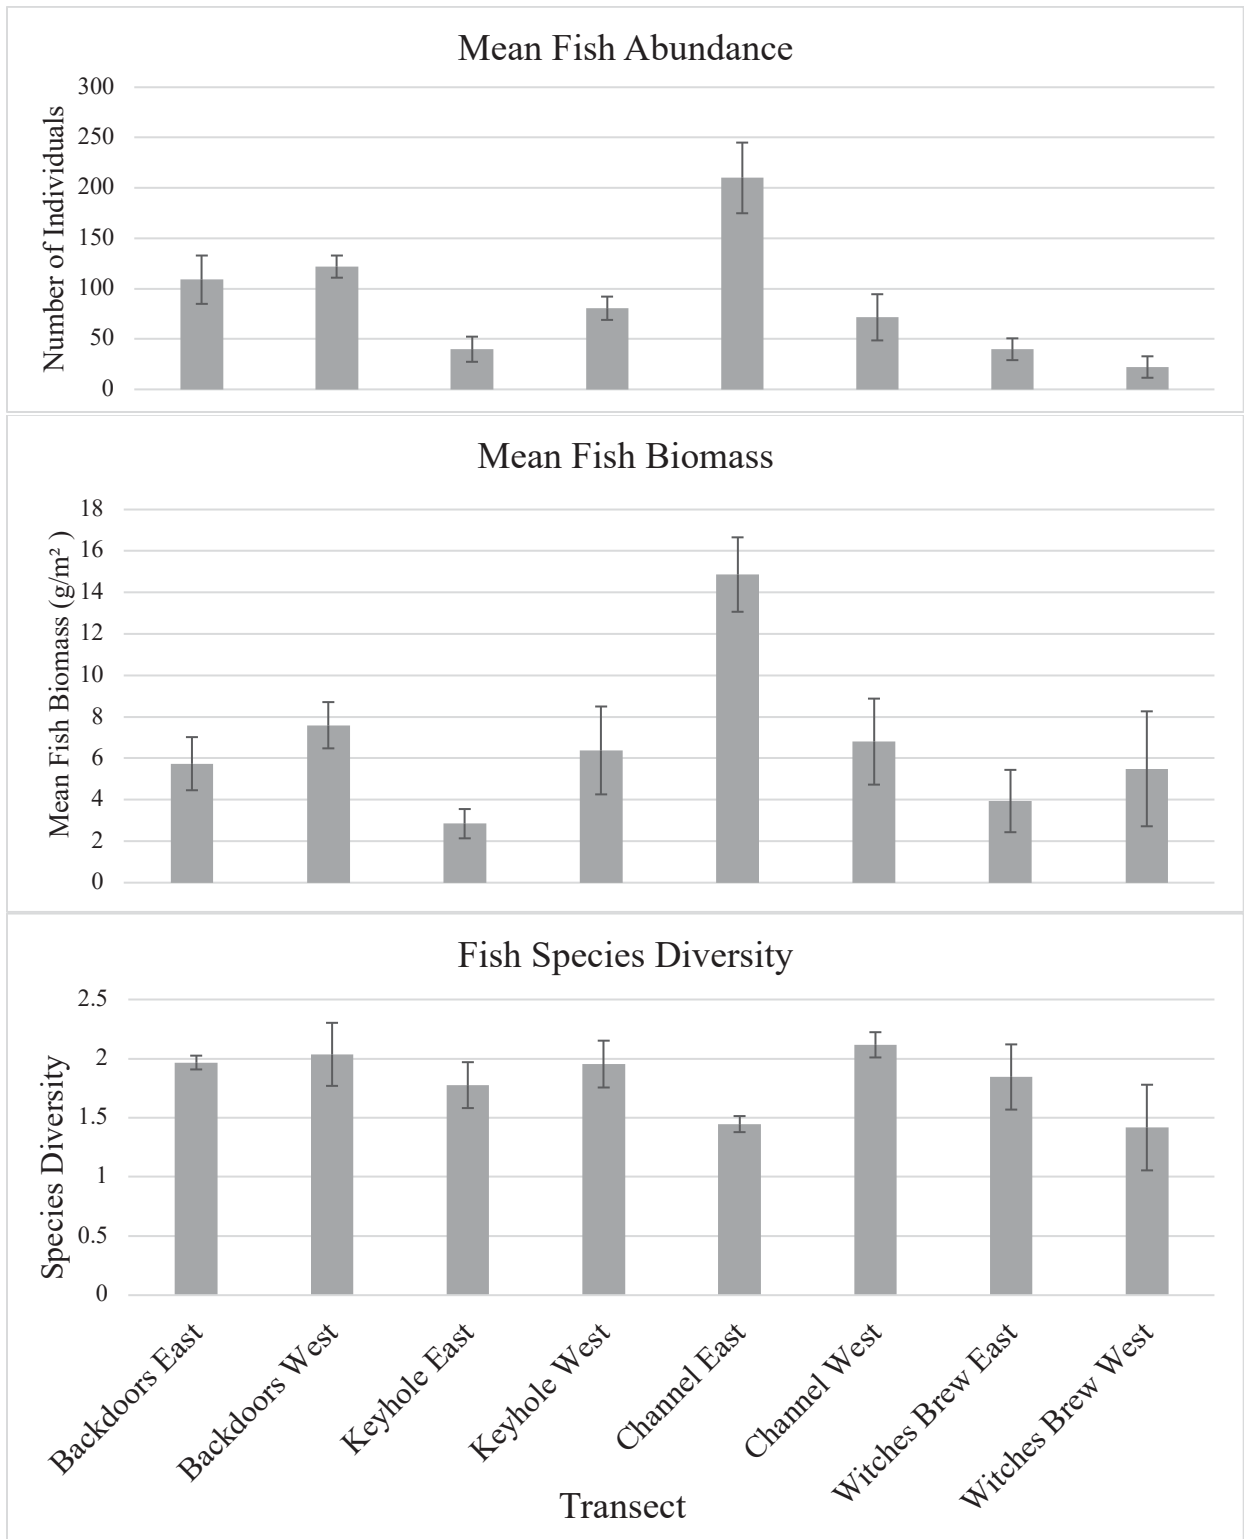 Mean Fish Abundance
Number of Individuals
300
250
200
150
100
50
0
Mean Fish Biomass
Mean Fish Biomass (g/m² )
18
16
14
12
10
8
6
4
2
0
Fish Species Diversity
Species Diversity
2.5
2
1.5
1
0.5
0
Backdoors East
Backdoors West
Keyhole East
Keyhole West
Channel East
Channel West
Witches Brew East
Witches Brew West
Transect